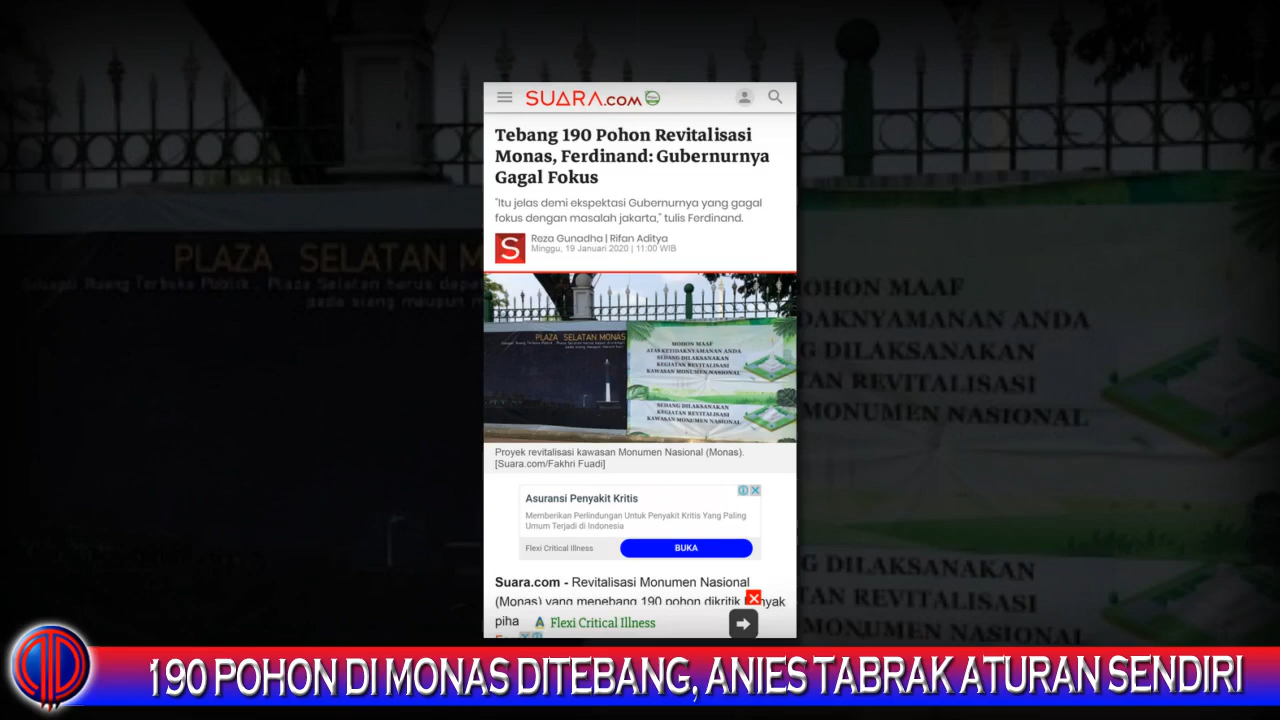 SUARA.COM
Tebang 190 Pohon Revitalisasi
Monas, Ferdinand: Gubernurnya
Gagal Fokus
"Itu jelas demi ekspektasi Gubernurnya yang gagal
fokus dengan masalah jakarta," tulis Ferdinand.
S
Reza Gunadha | Rifan Aditya
Minggu, 19 Januari 2020 | 11:00 WIB
PLAZA SELATAN MONAS
MOHON MAAF
ATAS KETIDAKNYAMANAN ANDA
SEDANG DILAKSANAKAN
KEGIATAN REVITALISASI
KAWASAN MONUMEN NASIONAL
SEDANG DILAKSANAKAN
KEGIATAN REVITALISASI
KAWASAN MONUMEN NASIONAL
Proyek revitalisasi kawasan Monumen Nasional (Monas).
[Suara.com/Fakhri Fuadi]
Asuransi Penyakit Kritis
Memberikan Perlindungan Untuk Penyakit Kritis Yang Paling
Umum Terjadi di Indonesia
Flexi Critical Illness
BUKA
Suara.com - Revitalisasi Monumen Nasional
(Monas) yang menebang 190 pohon dikritik
piha
Flexi Critical Illness
PLAZA SELATAN M
OHON MAAF
DAKNYAMANAN ANDA
G DILAKSANAKAN
TAN REVITALISASI
MONUMEN NASIONAL
G DILAKSANAKAN
TAN REVITALISASI
MONUMEN NASIONAL
190 POHON DI MONAS DITEBANG, ANIES TABRAK ATURAN SENDIRI